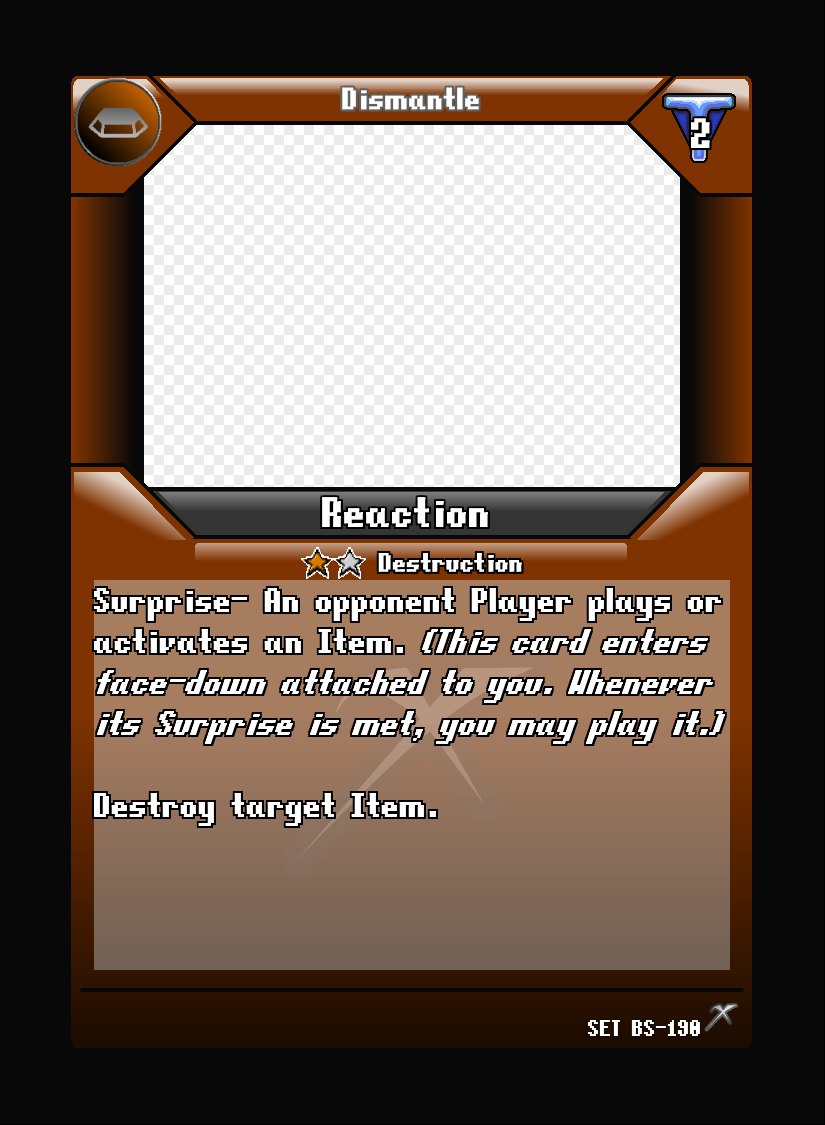 Dismantle
2
Reaction
Destruction
Surprise- An opponent Player plays or
activates an Item. (This card enters
face-down attached to you. Whenever
its Surprise is met, you may play it.)
Destroy target Item.
SET BS-190